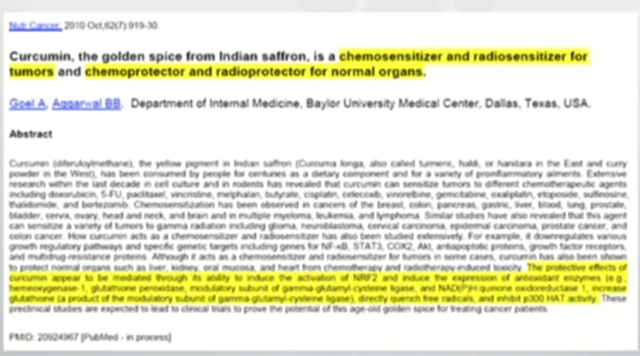 Nutr Cancer. 2010 Oct;62(7):919-30.
Curcumin, the golden spice from Indian saffron, is a chemosensitizer and radiosensitizer for
tumors and chemoprotector and radioprotector for normal organs.
Goel A, Aggarwal BB. Department of Internal Medicine, Baylor University Medical Center, Dallas, Texas, USA.
Abstract
Curcumin (diferuloylmethane), the yellow pigment in Indian saffron (Curcuma longa, also called turmeric, haldi, or haridara in the East and curry
powder in the West), has been consumed by people for centuries as a dietary component and for a variety of proinflammatory ailments. Extensive
research within the last decade in cell culture and in rodents has revealed that curcumin can sensitize tumors to different chemotherapeutic agents
including doxorubicin, 5-FU, paclitaxel, vincristine, melphalan, butyrate, cisplatin, celecoxib, vinorelbine, gemcitabine, oxaliplatin, etoposide, sulfinosine,
thalidomide, and bortezomib. Chemosensitization has been observed in cancers of the breast, colon, pancreas, gastric, liver, blood, lung, prostate,
bladder, cervix, ovary, head and neck, and brain and in multiple myeloma, leukemia, and lymphoma. Similar studies have also revealed that this agent
can sensitize a variety of tumors to gamma radiation including glioma, neuroblastoma, cervical carcinoma, epidermal carcinoma, prostate cancer, and
colon cancer. How curcumin acts as a chemosensitizer and radiosensitizer has also been studied extensively. For example, it downregulates various
growth regulatory pathways and specific genetic targets including genes for NF-κB, STAT3, COX2, Akt, antiapoptotic proteins, growth factor receptors,
and multidrug-resistance proteins. Although it acts as a chemosensitizer and radiosensitizer for tumors in some cases, curcumin has also been shown
to protect normal organs such as liver, kidney, oral mucosa, and heart from chemotherapy and radiotherapy-induced toxicity. The protective effects of
curcumin appear to be mediated through its ability to induce the activation of NRF2 and induce the expression of antioxidant enzymes (e.g.,
hemeoxygenase-1, glutathione peroxidase, modulatory subunit of gamma-glutamyl-cysteine ligase, and NAD(P)H:quinone oxidoreductase 1, increase
glutathione (a product of the modulatory subunit of gamma-glutamyl-cysteine ligase), directly quench free radicals, and inhibit p300 HAT activity. These
preclinical studies are expected to lead to clinical trials to prove the potential of this age-old golden spice for treating cancer patients.
PMID: 20924967 [PubMed - in process]